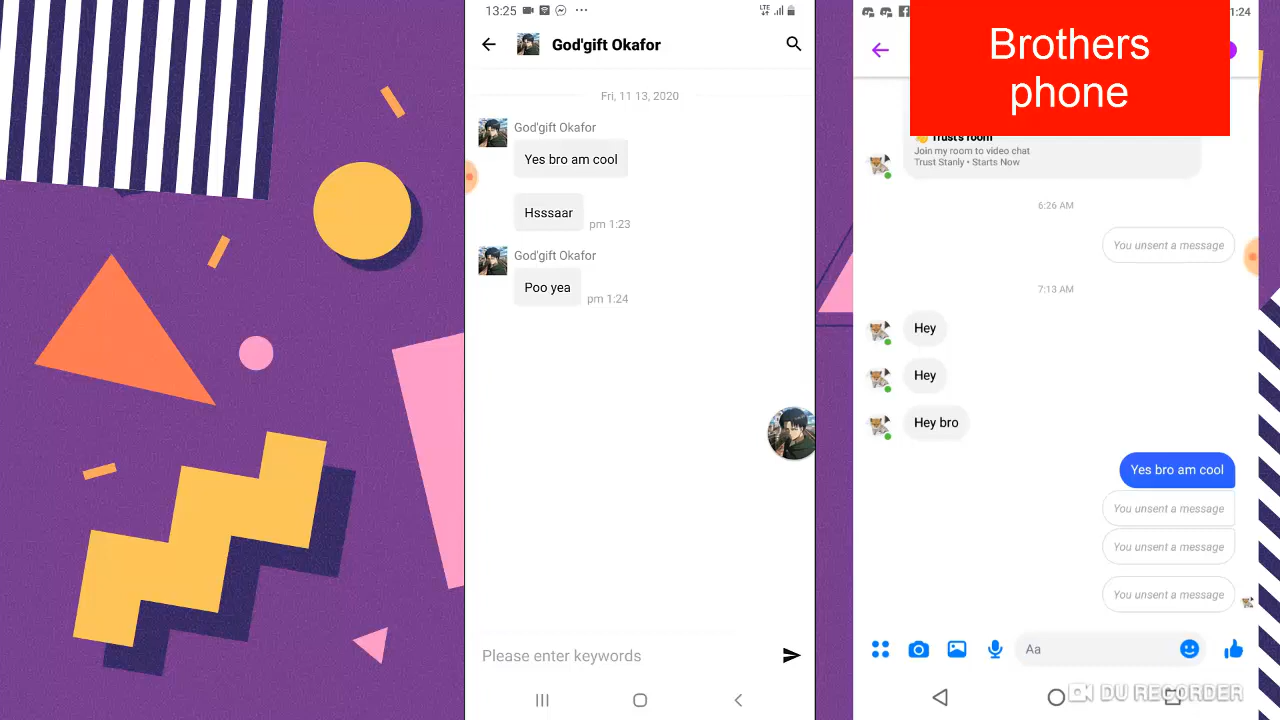 13:25
God'gift Okafor
Fri, 11 13, 2020
God'gift Okafor
Yes bro am cool
Hsssaar
pm 1:23
God'gift Okafor
Poo yea
pm 1:24
Please enter keywords
1:24
Brothers
phone
Trust's room
Join my room to video chat
Trust Stanly • Starts Now
6:26 AM
You unsent a message
7:13 AM
Hey
Hey
Hey bro
Yes bro am cool
You unsent a message
You unsent a message
You unsent a message
Aa
DU RECORDER